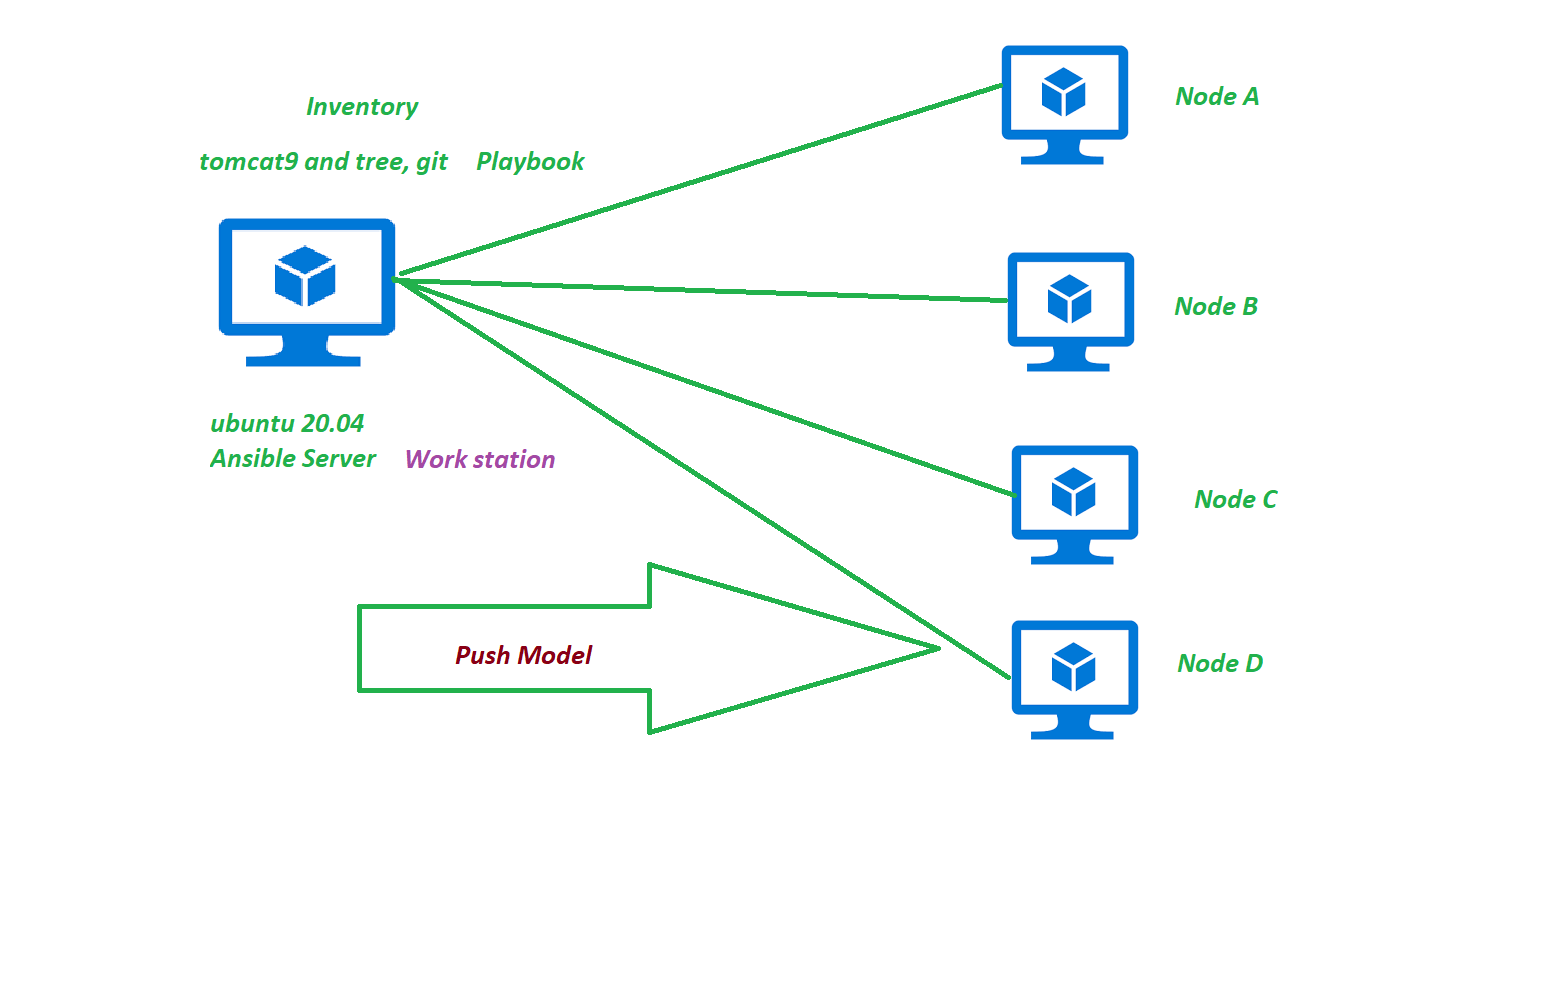 Inventory
tomcat9 and tree, git
Playbook
ubuntu 20.04
Ansible Server
Work station
Push Model
Node A
Node B
Node C
Node D